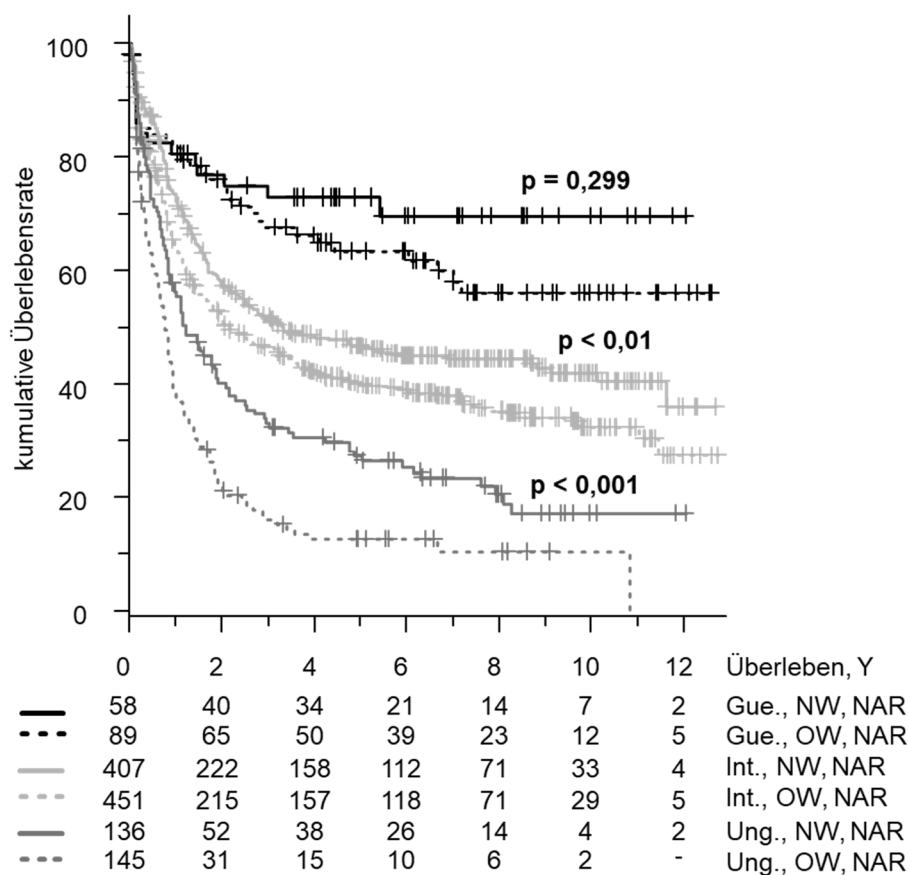 kumulative Überlebensrate
100
80
60
40
20
0
p = 0,299
p < 0,01
p < 0,001
0 2 4 6 8 10 12 Überleben, Y
58 40 34 21 14 7 2 Gue., NW, NAR
89 65 50 39 23 12 5 Gue., OW, NAR
407 222 158 112 71 33 4 Int., NW, NAR
451 215 157 118 71 29 5 Int., OW, NAR
136 52 38 26 14 4 2 Ung., NW, NAR
145 31 15 10 6 2 - Ung., OW, NAR